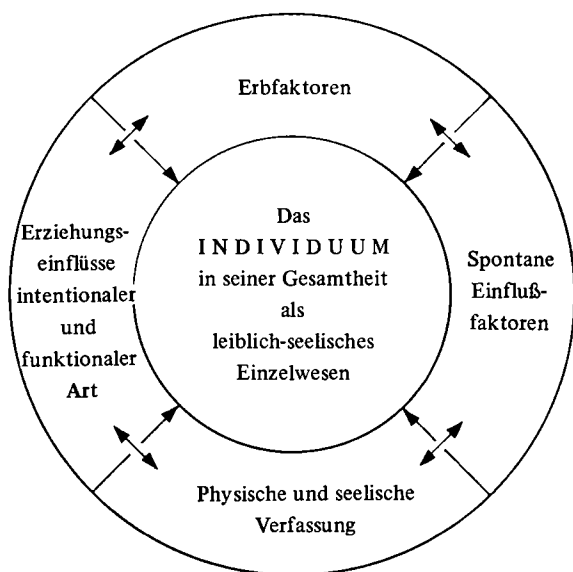 Erbfaktoren
Erziehungs-
einflüsse
intentionaler
und
funktionaler
Art
Das
INDIVIDUUM
in seiner Gesamtheit
als
leiblich-seelisches
Einzelwesen
Spontane
Einfluß-
faktoren
Physische und seelische
Verfassung